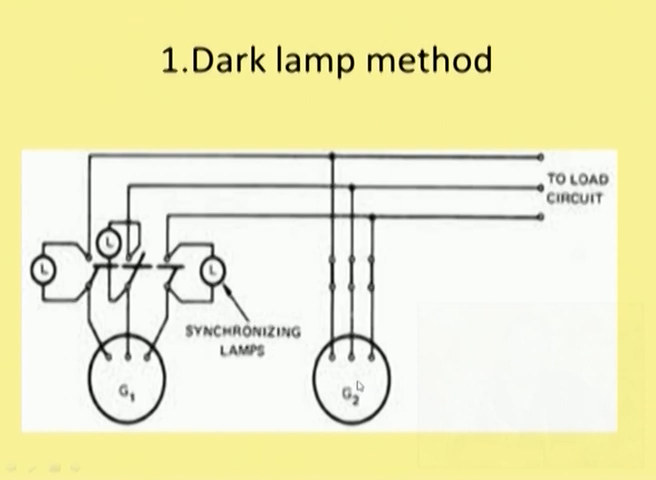 1.Dark lamp method
TO LOAD
CIRCUIT
L
L
L
SYNCHRONIZING
LAMPS
G1
G2